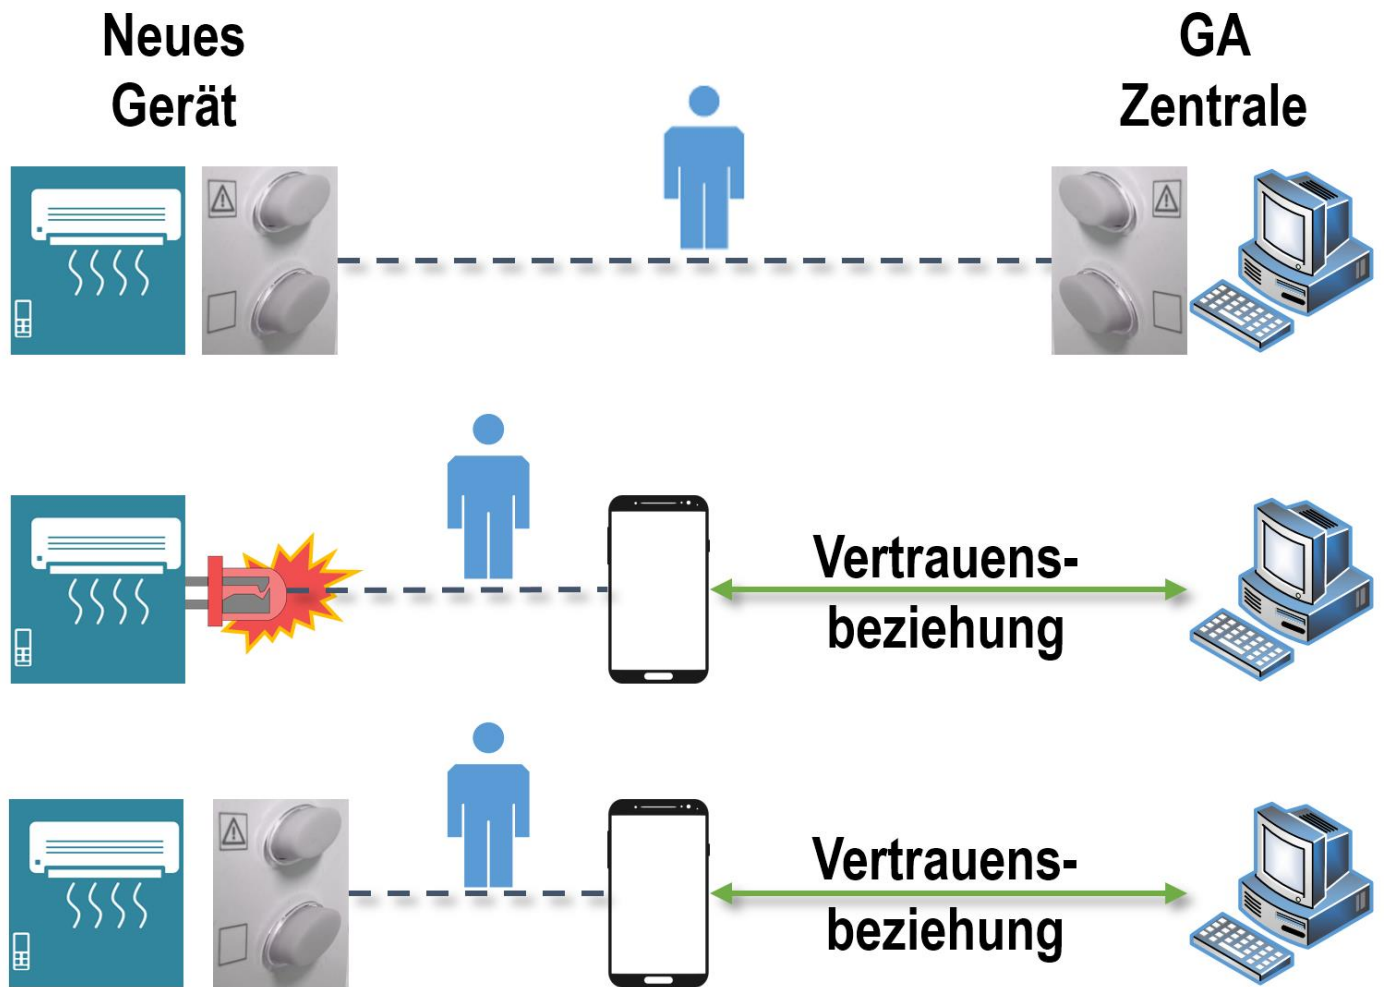 Neues
Gerät
GA
Zentrale
Vertrauens-
beziehung
Vertrauens-
beziehung